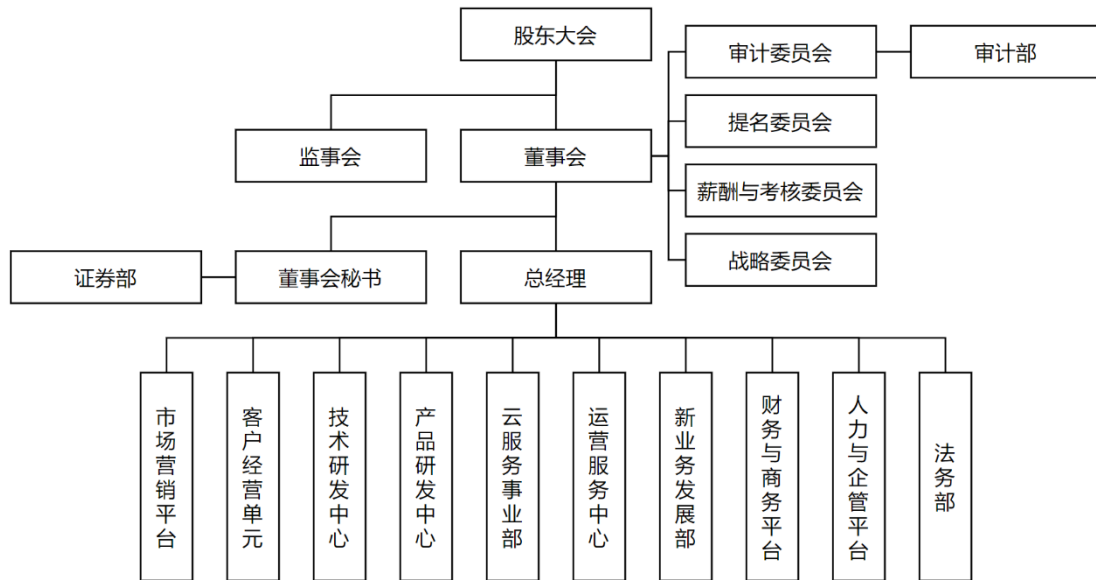 股东大会
审计委员会
审计部
提名委员会
监事会
董事会
薪酬与考核委员会
战略委员会
证券部
董事会秘书
总经理
市场营销平台
客户经营单元
技术研发中心
产品研发中心
云服务事业部
运营服务中心
新业务发展部
财务与商务平台
人力与企管平台
法务部